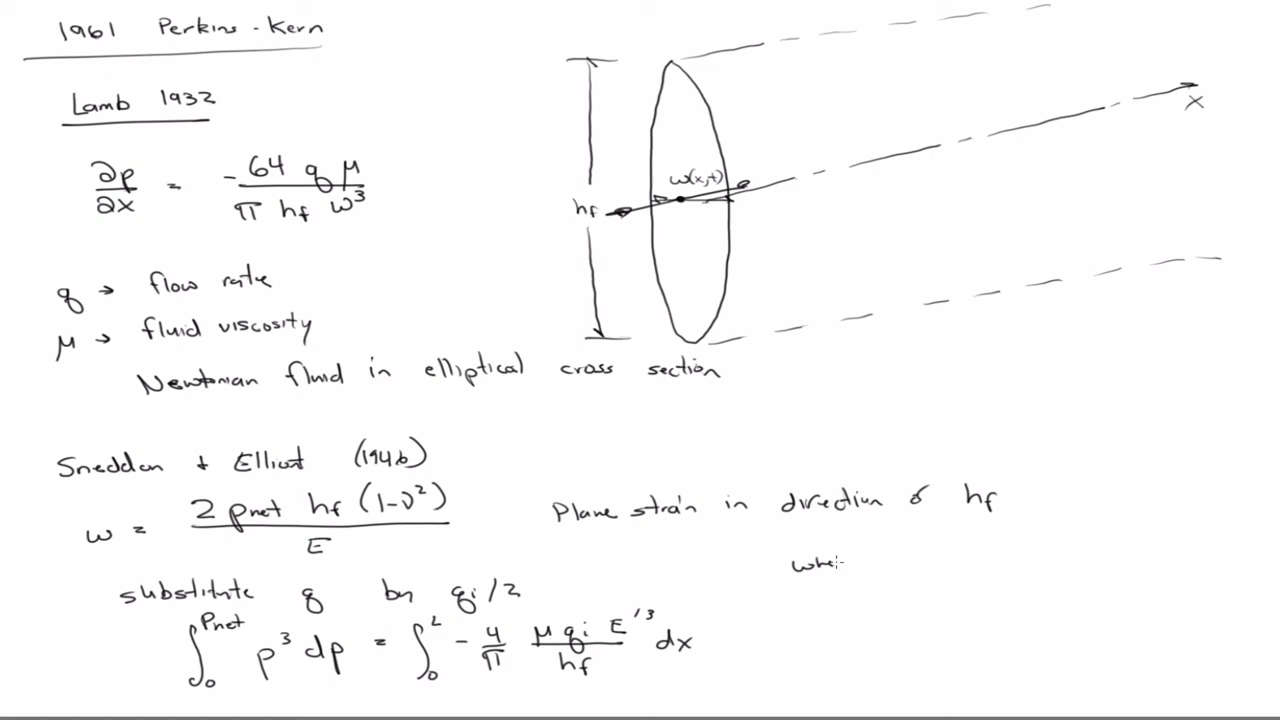 1961 Perkins-Kern
Lamb 1932
∂p/∂x = -64 q μ / π hf w³
q → flow rate
μ → fluid viscosity
Newtonian fluid in elliptical cross section
hf
w(x,t)
x
Sneddon + Elliot (1946)
w = 2 pnet hf (1-ν²) / E
Plane strain in direction of hf
whe
substitute q by qi/2
∫₀^Pnet p³ dp = ∫₀^L - 4/π μ qi E'³ / hf dx